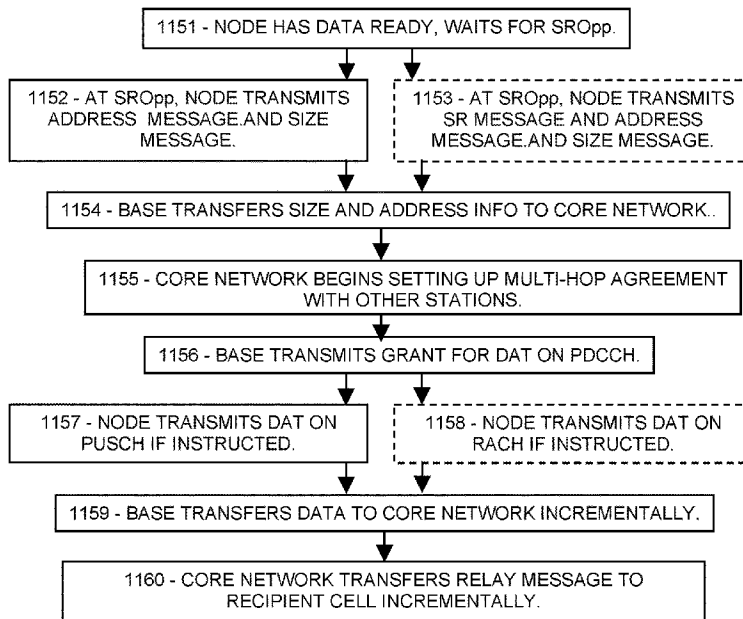 1151 - NODE HAS DATA READY, WAITS FOR SROpp.
1152 - AT SROpp, NODE TRANSMITS
ADDRESS MESSAGE.AND SIZE
MESSAGE.
1153 - AT SROpp, NODE TRANSMITS
SR MESSAGE AND ADDRESS
MESSAGE.AND SIZE MESSAGE.
1154 - BASE TRANSFERS SIZE AND ADDRESS INFO TO CORE NETWORK..
1155 - CORE NETWORK BEGINS SETTING UP MULTI-HOP AGREEMENT
WITH OTHER STATIONS.
1156 - BASE TRANSMITS GRANT FOR DAT ON PDCCH.
1157 - NODE TRANSMITS DAT ON
PUSCH IF INSTRUCTED.
1158 - NODE TRANSMITS DAT ON
RACH IF INSTRUCTED.
1159 - BASE TRANSFERS DATA TO CORE NETWORK INCREMENTALLY.
1160 - CORE NETWORK TRANSFERS RELAY MESSAGE TO
RECIPIENT CELL INCREMENTALLY.